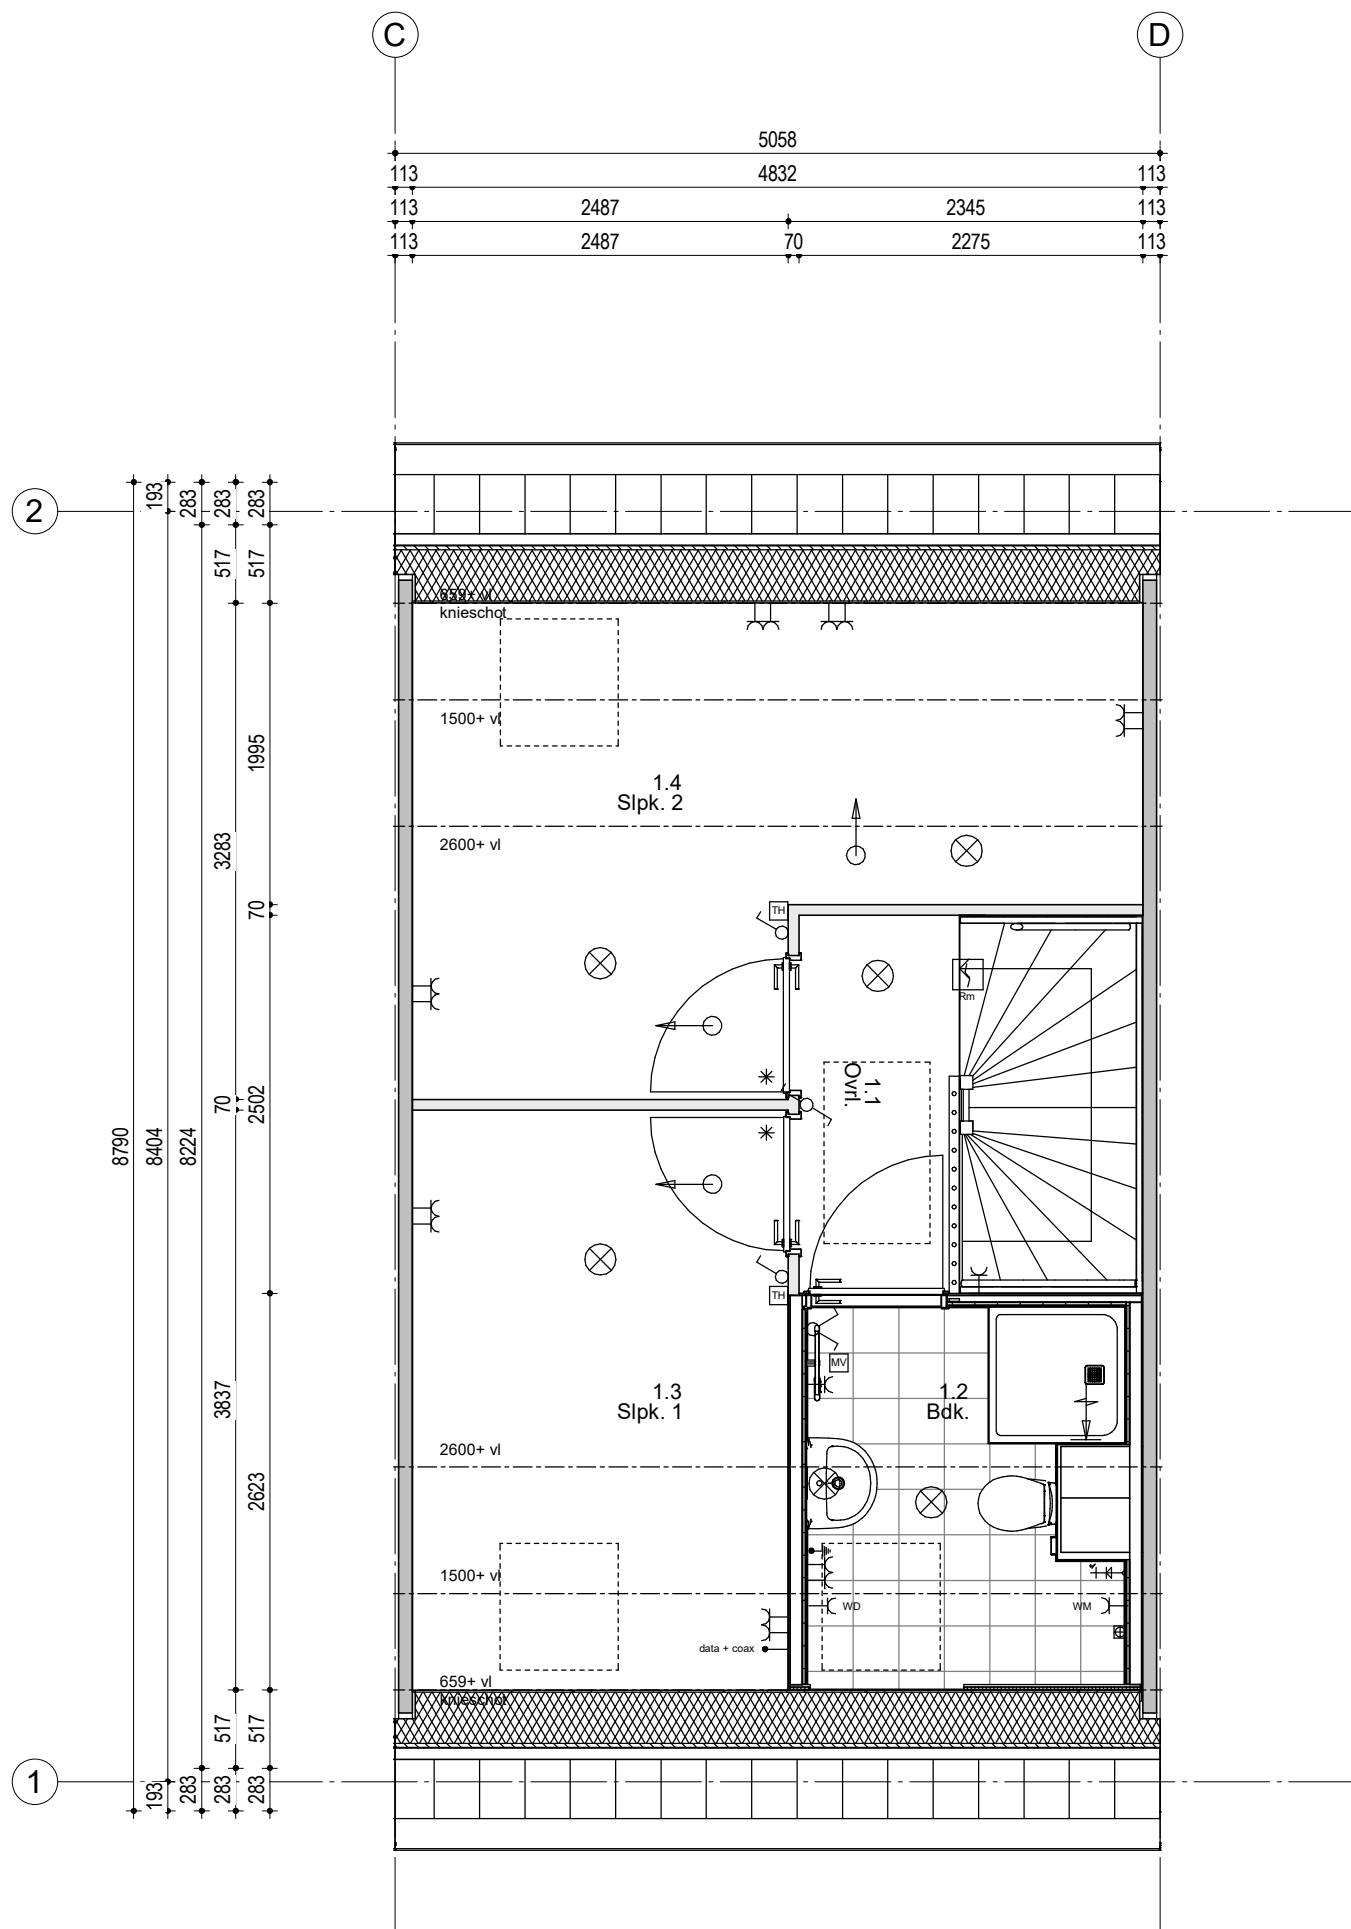 C
D
5058
113
4832
113
113
2487
2345
113
113
2487
70
2275
113
2
193
283
283
283
517
517
659+ vl
knieschot
1500+ vl
1995
1.4
Slpk. 2
3283
2600+ vl
70
TH
Rm
1.1
Ovrl.
70
2502
8790
8404
8224
TH
MV
3837
1.3
Slpk. 1
1.2
Bdk.
2600+ vl
2623
1500+ vl
WD
WM
data + coax
659+ vl
knieschot
517
517
1
193
283
283
283